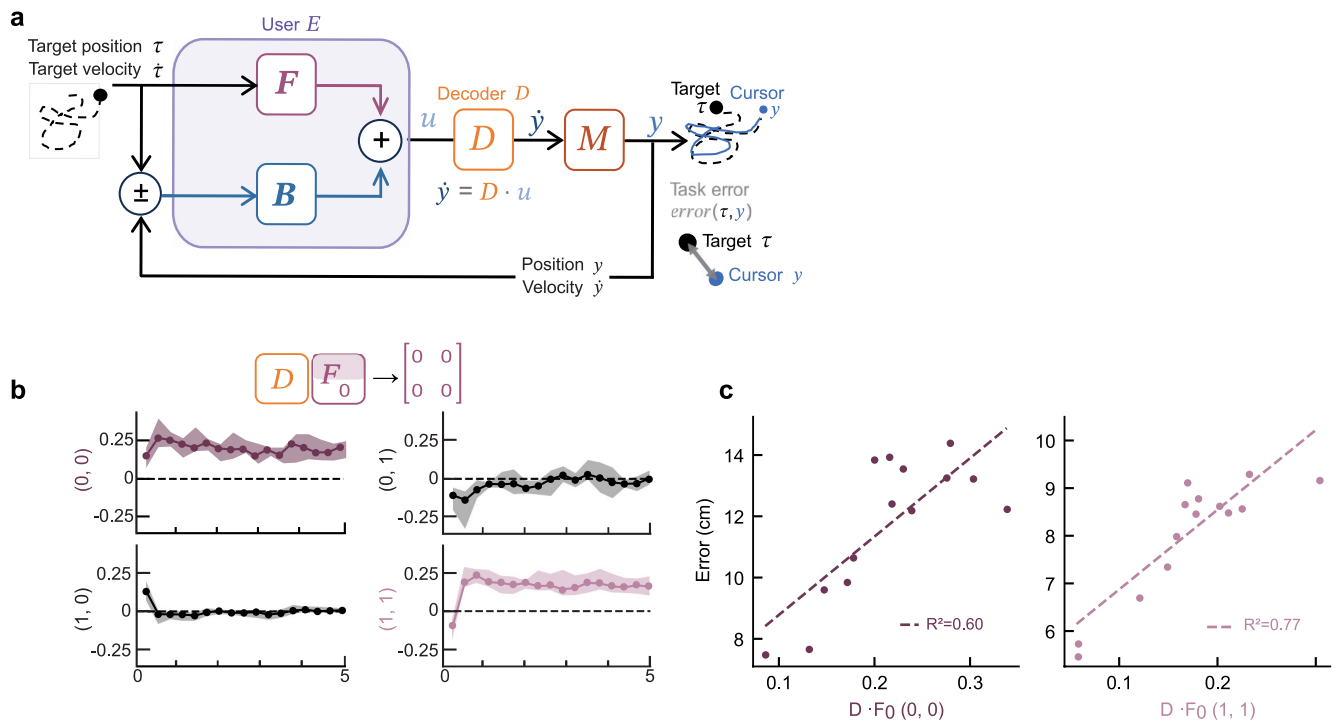 a
User E
Target position τ
Target velocity τ̇
F
Decoder D
u
D
ẏ
M
y
+
±
B
ẏ = D · u
Target
τ
Cursor
y
Task error
error(τ, y)
Target τ
Cursor y
Position y
Velocity ẏ
b
D F₀ → [0 0
0 0]
(0, 0)
0.25
0
-0.25
(0, 1)
0.25
0
-0.25
(1, 0)
0.25
0
-0.25
0 5
(1, 1)
0.25
0
-0.25
0 5
c
Error (cm)
14
12
10
8
R²=0.60
0.1 0.2 0.3
D ·F₀ (0, 0)
10
9
8
7
6
R²=0.77
0.1 0.2
D ·F₀ (1, 1)